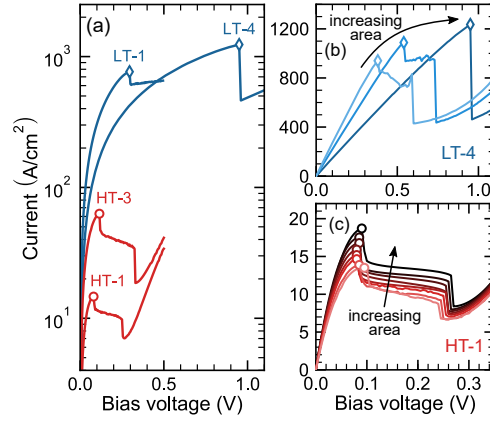 (a)
LT-1
LT-4
HT-3
HT-1
10³
10²
10¹
Current (A/cm²)
0.0
0.5
1.0
Bias voltage (V)
1200
800
400
0
increasing
area
(b)
LT-4
0.0
0.5
1.0
20
15
10
5
0
(c)
increasing
area
HT-1
0.0
0.1
0.2
0.3
Bias voltage (V)